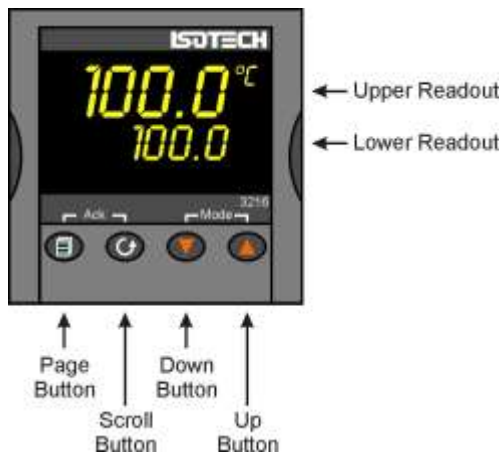 ISOTECH
100.0°C
Upper Readout
100.0
Lower Readout
3216
Ack
Mode
Page
Button
Scroll
Button
Down
Button
Up
Button